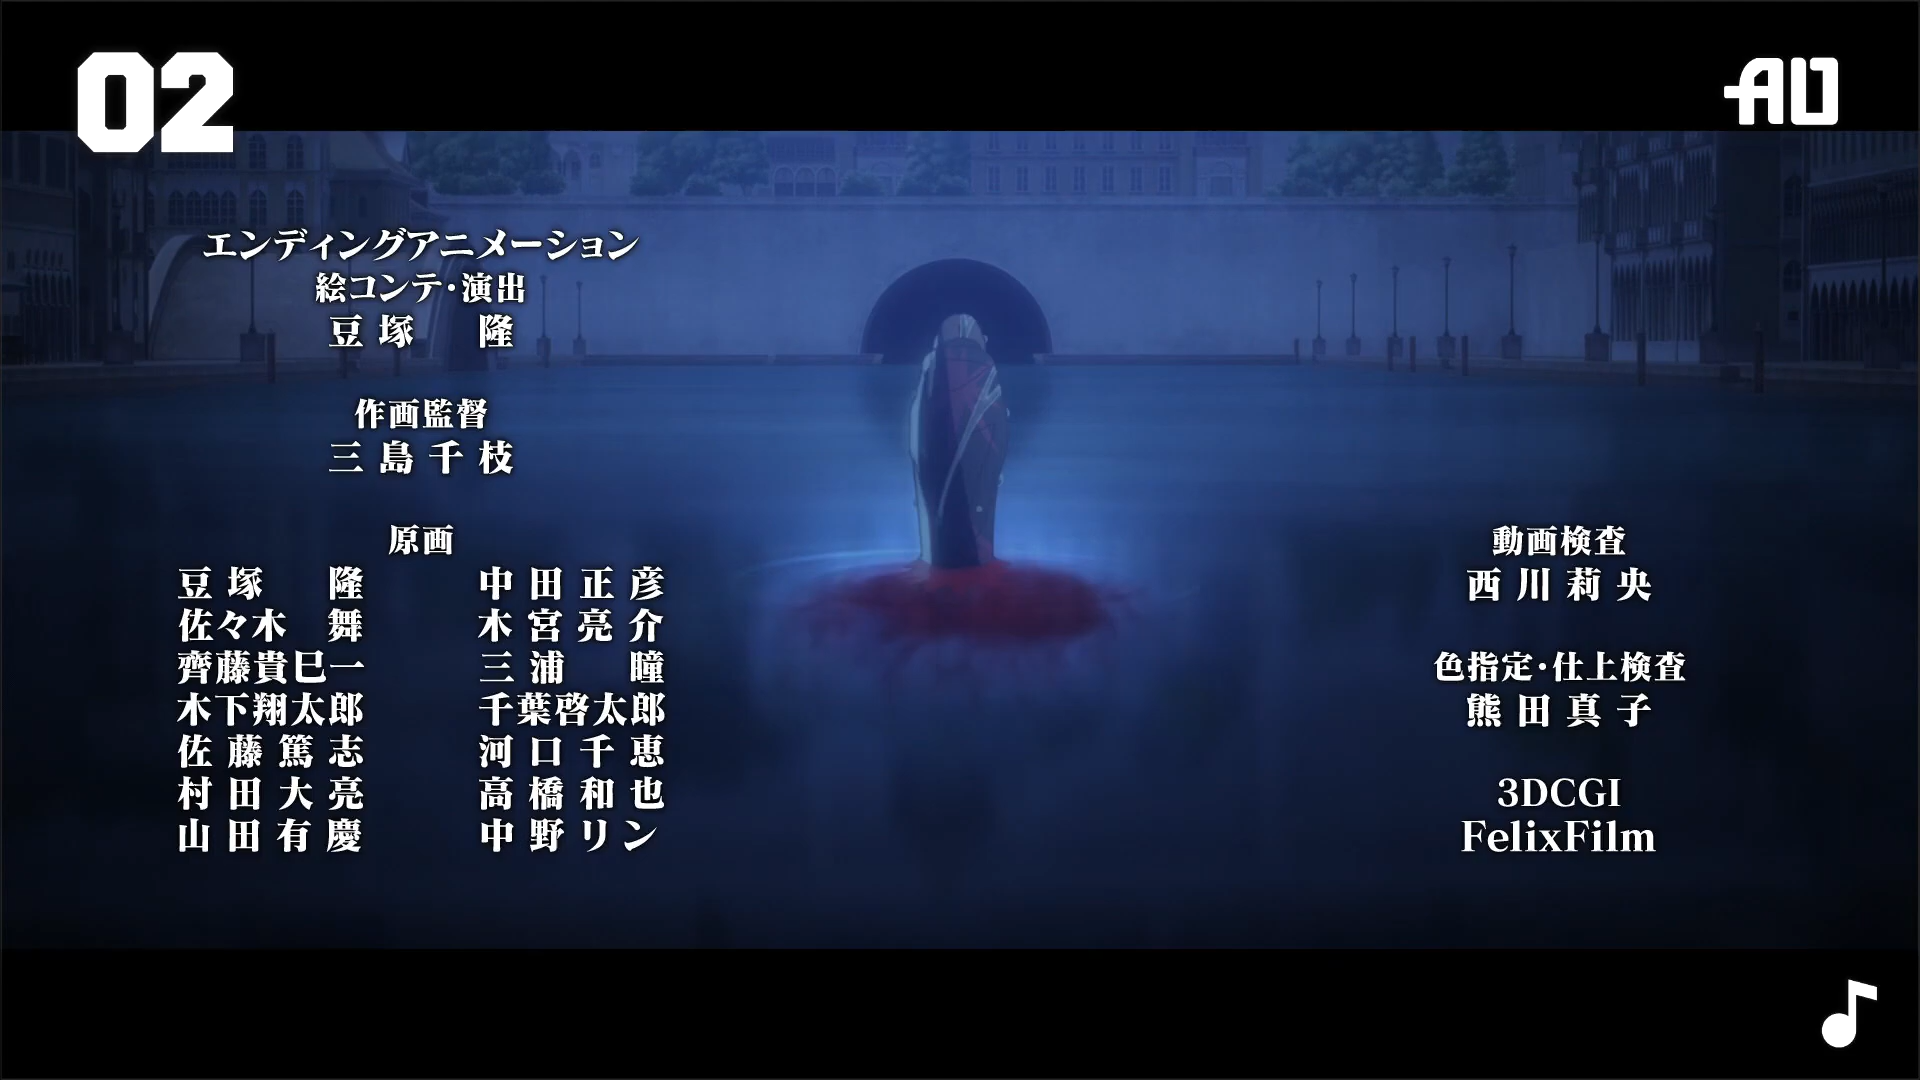 02
AU
エンディングアニメーション
絵コンテ・演出
豆塚 隆
作画監督
三島千枝
原画
豆塚 隆 中田正彦
佐々木 舞 木宮亮介
齊藤貴巳一 三浦 瞳
木下翔太郎 千葉啓太郎
佐藤篤志 河口千恵
村田大亮 高橋和也
山田有慶 中野リン
動画検査
西川莉央
色指定・仕上検査
熊田真子
3DCGI
FelixFilm